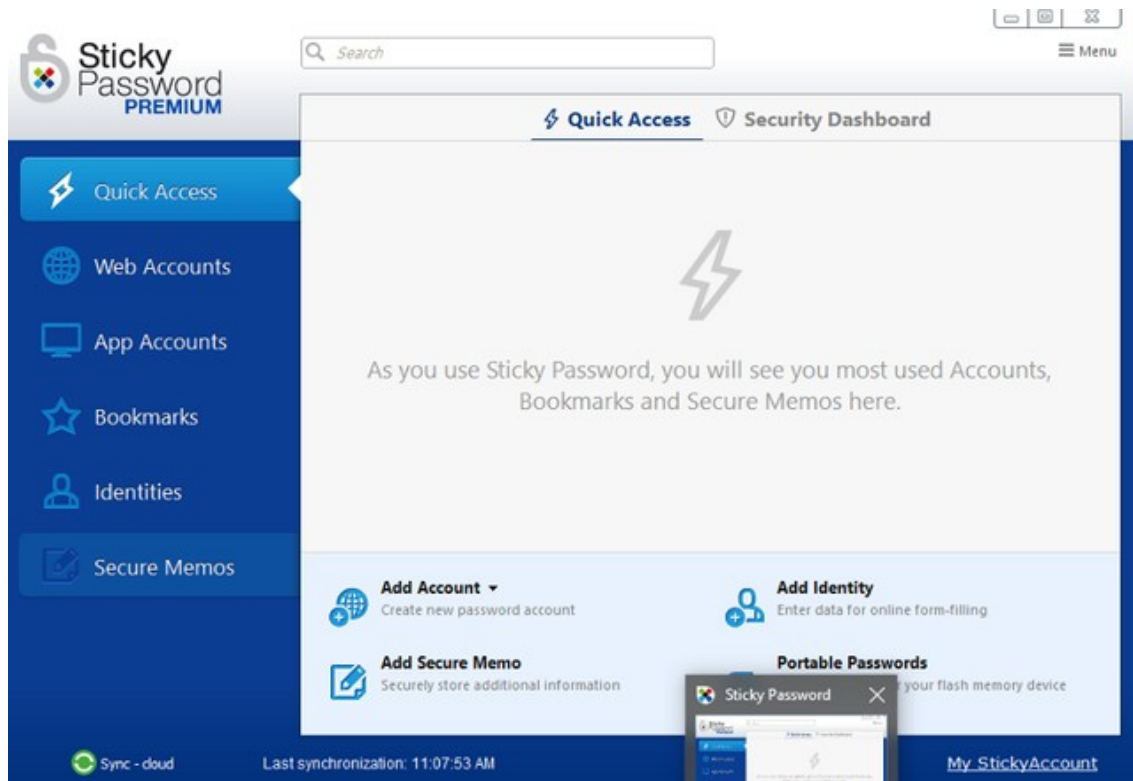 Sticky
Password
PREMIUM
Search
Menu
Quick Access
Security Dashboard
Quick Access
Web Accounts
App Accounts
Bookmarks
Identities
Secure Memos
As you use Sticky Password, you will see you most used Accounts,
Bookmarks and Secure Memos here.
Add Account
Create new password account
Add Identity
Enter data for online form-filling
Add Secure Memo
Securely store additional information
Portable Passwords
your flash memory device
Sticky Password
Sync - cloud
Last synchronization: 11:07:53 AM
My StickyAccount